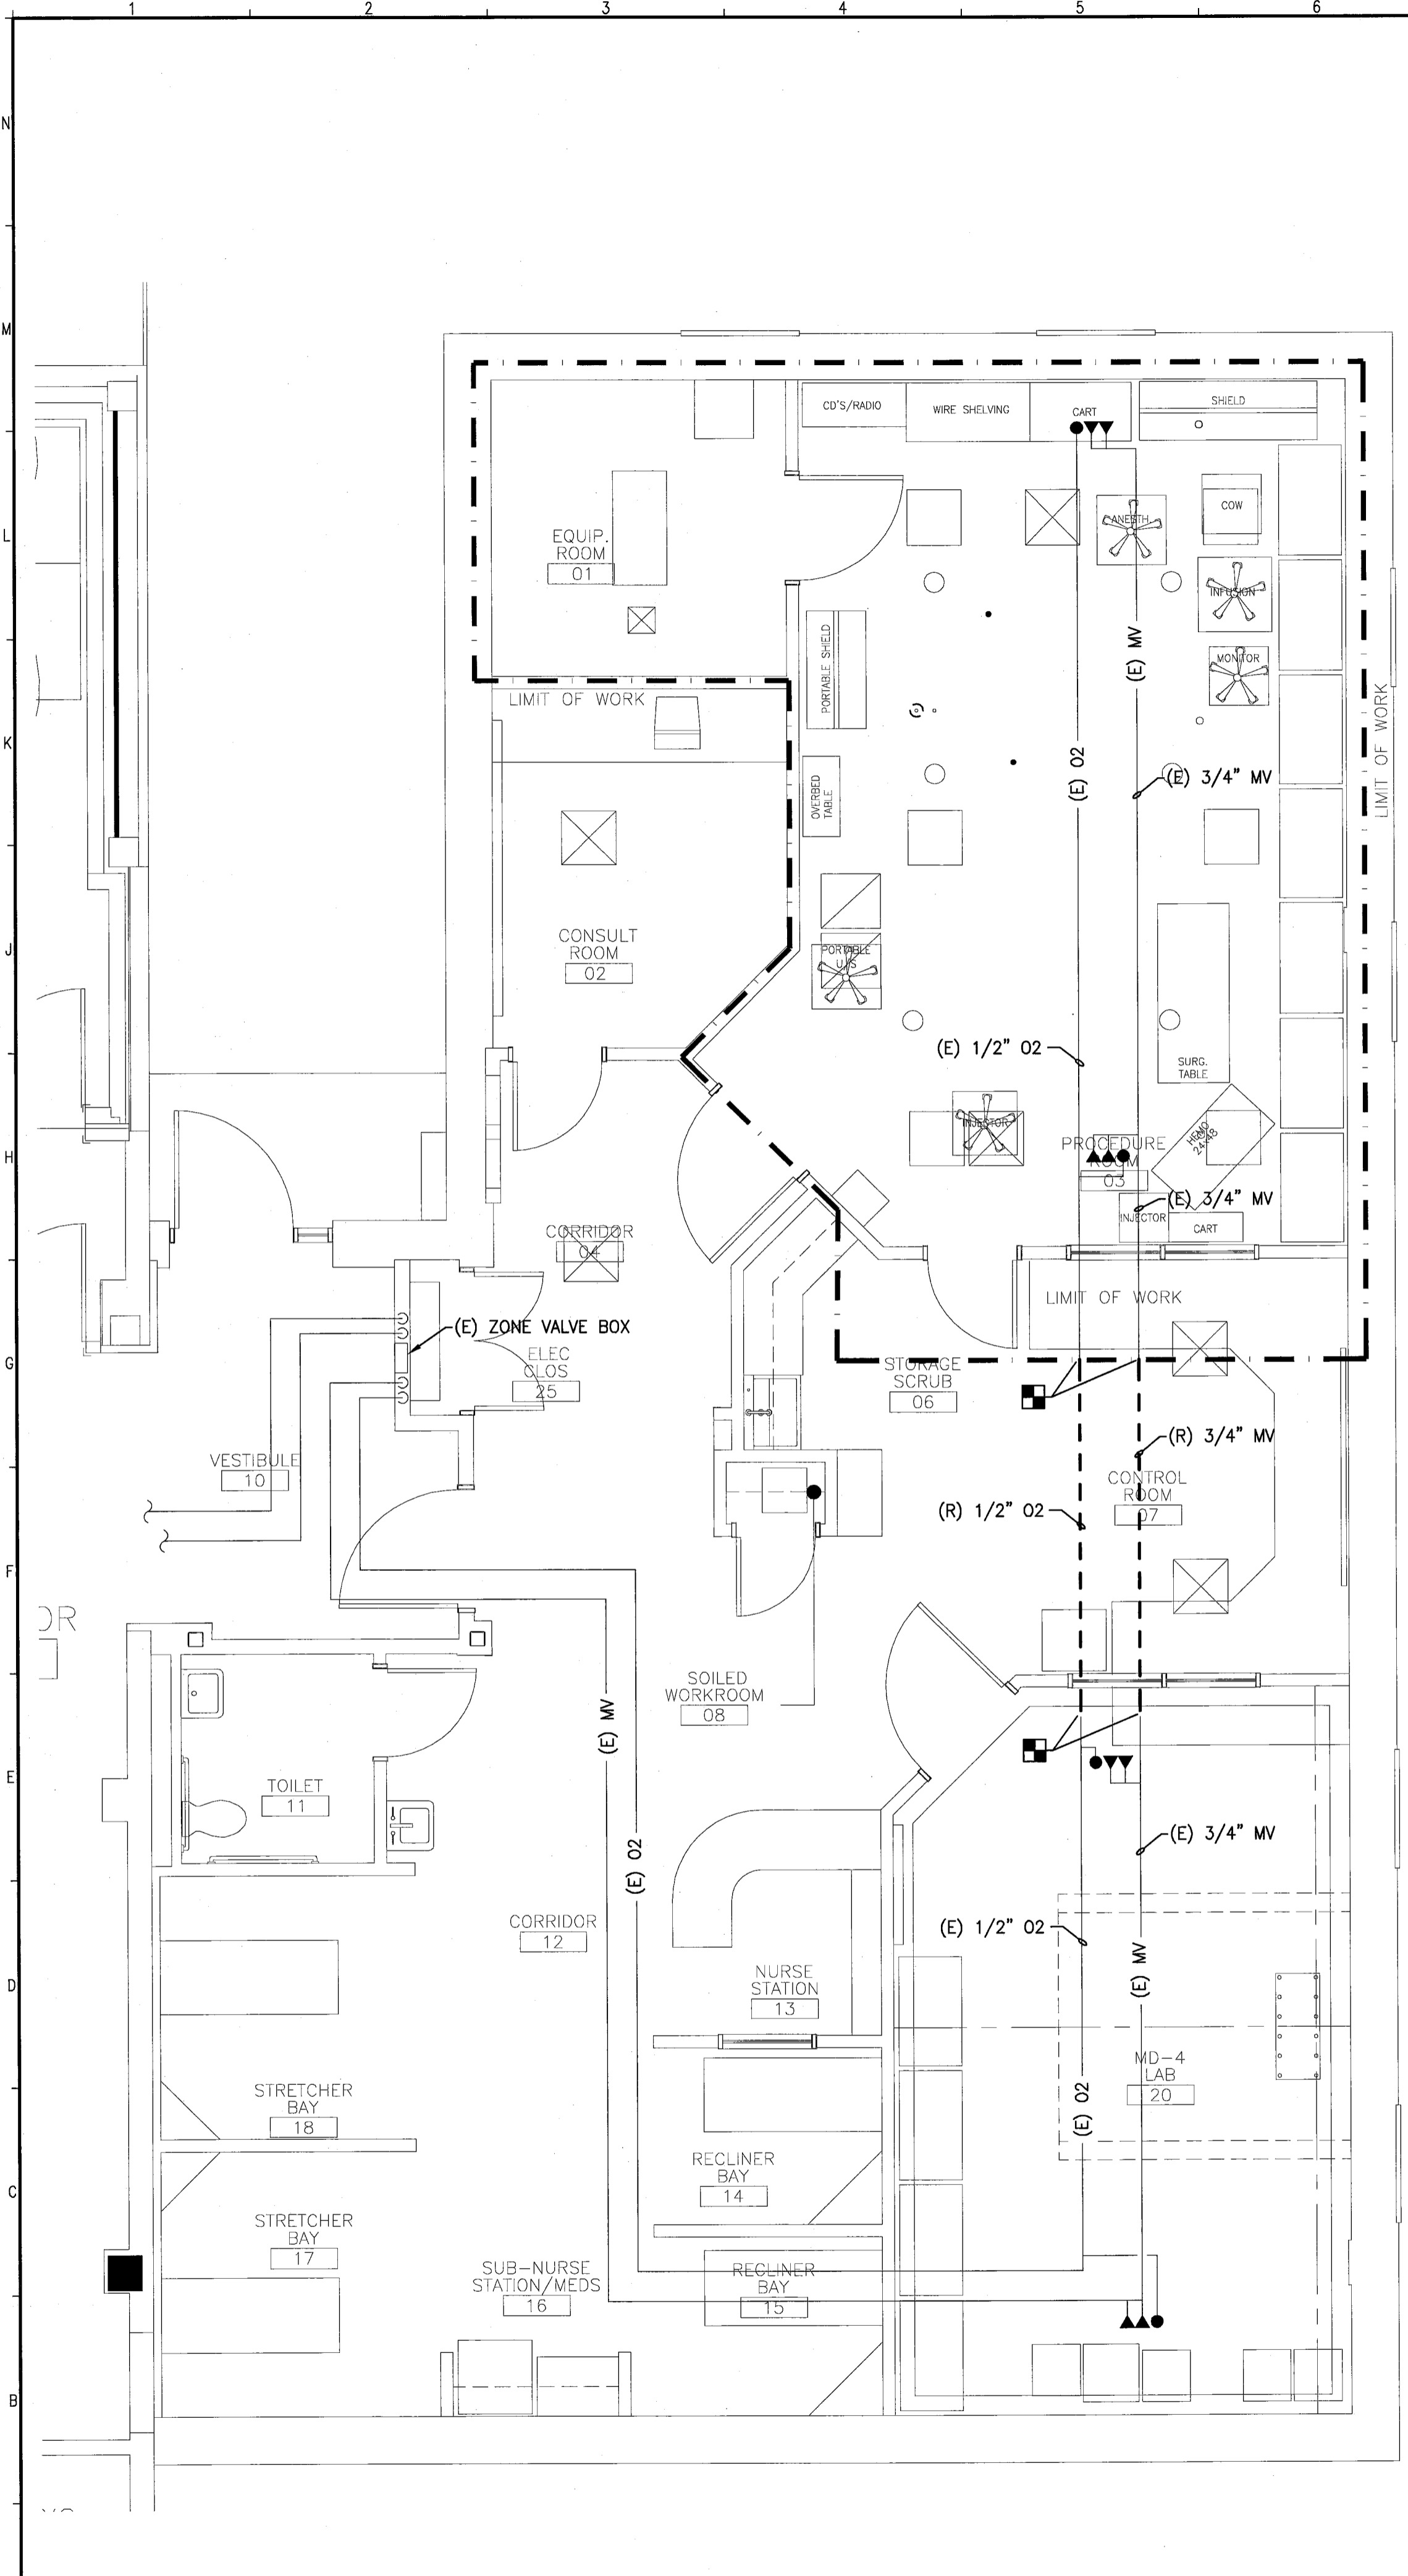 1 2 3 4 5 6
N
M
CD'S/RADIO
WIRE SHELVING
CART
SHIELD
L
EQUIP.
ROOM
01
ANESTH
COW
INFUSION
MONITOR
PORTABLE SHIELD
(E) MV
LIMIT OF WORK
LIMIT OF WORK
K
(E) O2
(E) 3/4" MV
OVERBED
TABLE
J
CONSULT
ROOM
02
PORTABLE
U/S
(E) 1/2" O2
SURG.
TABLE
H
INJECTOR
PROCEDURE
ROOM
03
HEMO
24x48
(E) 3/4" MV
INJECTOR
CART
CORRIDOR
04
LIMIT OF WORK
(E) ZONE VALVE BOX
G
ELEC
CLOS
25
STORAGE
SCRUB
06
(R) 3/4" MV
VESTIBULE
10
CONTROL
ROOM
07
(R) 1/2" O2
F
OR
SOILED
WORKROOM
08
(E) MV
E
TOILET
11
(E) 3/4" MV
(E) O2
CORRIDOR
12
(E) 1/2" O2
D
NURSE
STATION
13
(E) MV
MD-4
LAB
20
STRETCHER
BAY
18
(E) O2
C
RECLINER
BAY
14
STRETCHER
BAY
17
SUB-NURSE
STATION/MEDS
16
RECLINER
BAY
15
B